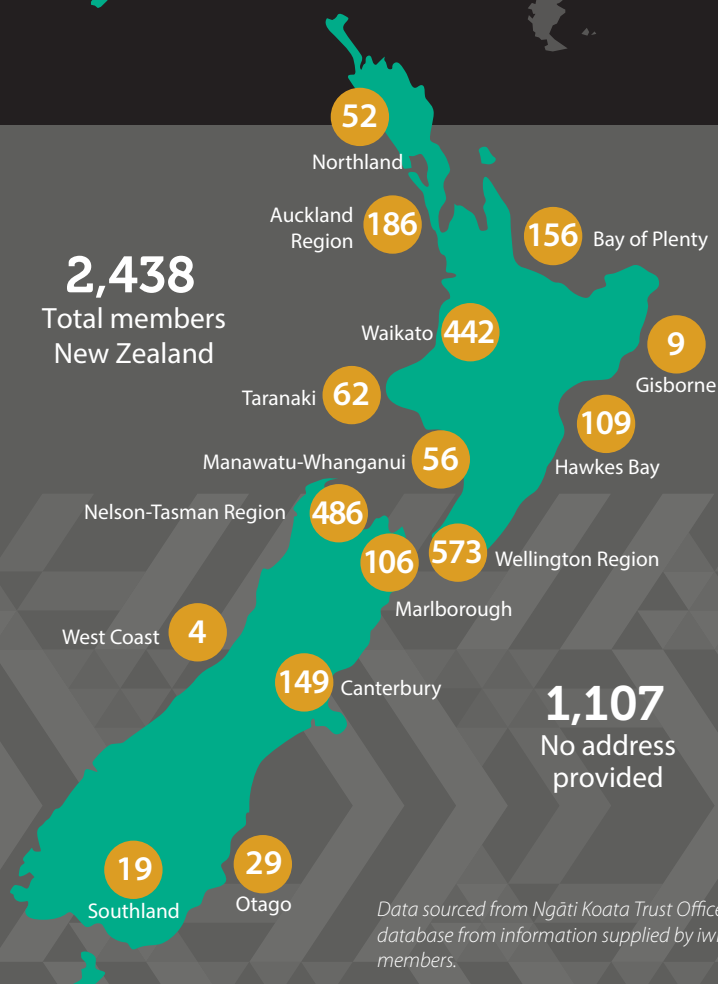 52
Northland
Auckland
Region
186
156
Bay of Plenty
2,438
Total members
New Zealand
Waikato
442
9
Gisborne
Taranaki
62
109
Hawkes Bay
Manawatu-Whanganui
56
Nelson-Tasman Region
486
106
Marlborough
573
Wellington Region
West Coast
4
149
Canterbury
1,107
No address
provided
19
Southland
29
Otago
Data sourced from Ngāti Koata Trust Office
database from information supplied by iwi
members.